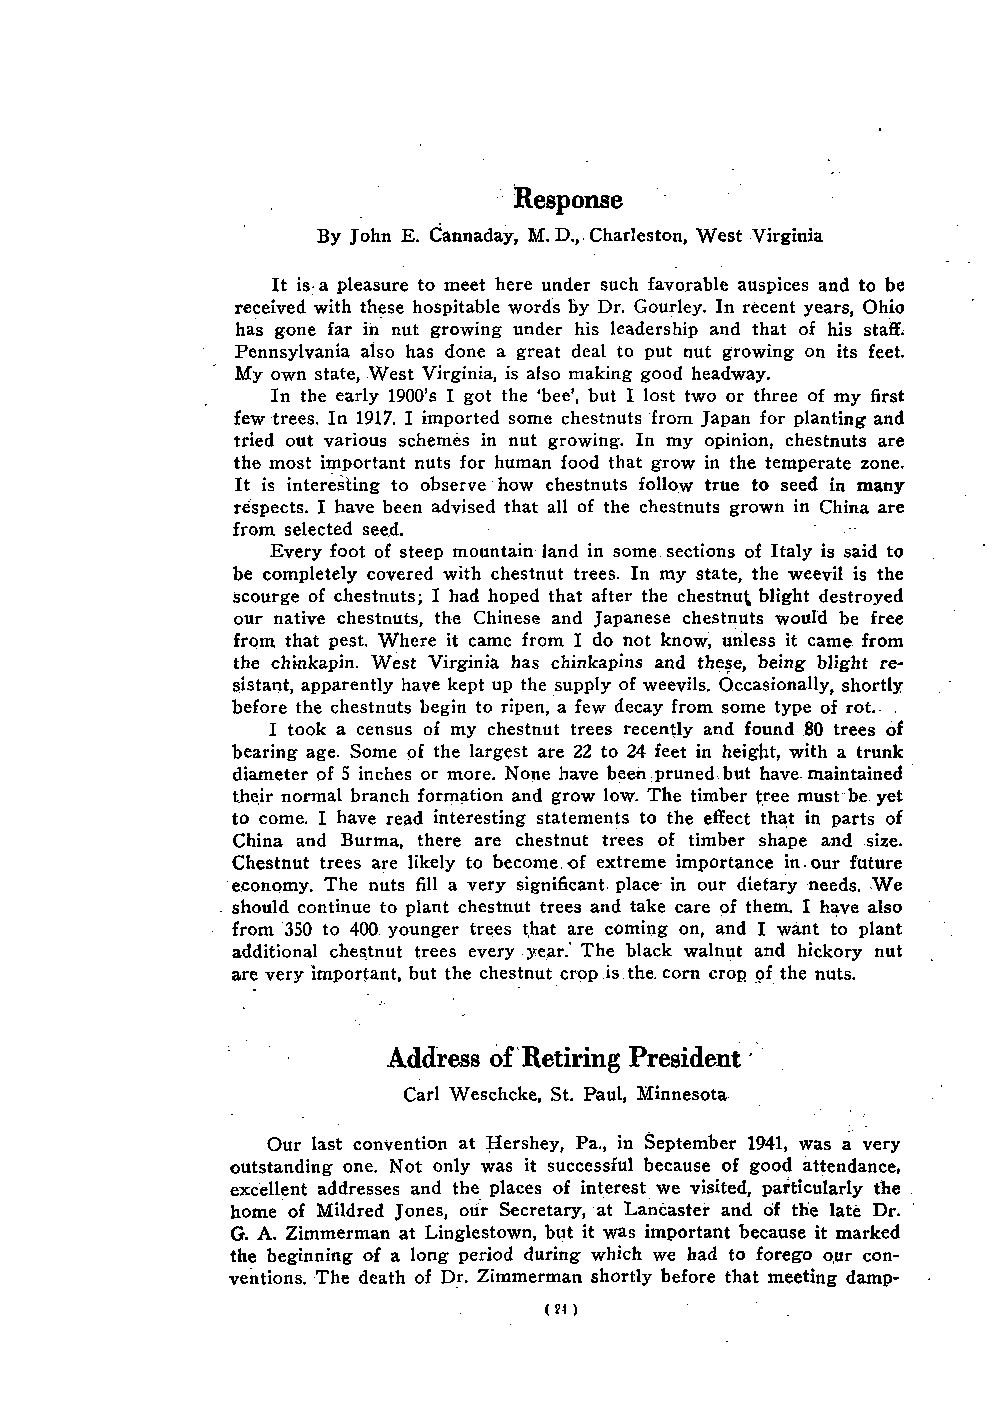 Response
By John E. Cannaday, M. D., Charleston, West Virginia
It is a pleasure to meet here under such favorable auspices and to be
received with these hospitable words by Dr. Gourley. In recent years, Ohio
has gone far in nut growing under his leadership and that of his staff.
Pennsylvania also has done a great deal to put nut growing on its feet.
My own state, West Virginia, is also making good headway.
In the early 1900's I got the 'bee', but I lost two or three of my first
few trees. In 1917. I imported some chestnuts from Japan for planting and
tried out various schemes in nut growing. In my opinion, chestnuts are
the most important nuts for human food that grow in the temperate zone.
It is interesting to observe how chestnuts follow true to seed in many
respects. I have been advised that all of the chestnuts grown in China are
from selected seed.
Every foot of steep mountain land in some sections of Italy is said to
be completely covered with chestnut trees. In my state, the weevil is the
scourge of chestnuts; I had hoped that after the chestnut blight destroyed
our native chestnuts, the Chinese and Japanese chestnuts would be free
from that pest. Where it came from I do not know, unless it came from
the chinkapin. West Virginia has chinkapins and these, being blight re-
sistant, apparently have kept up the supply of weevils. Occasionally, shortly
before the chestnuts begin to ripen, a few decay from some type of rot.
I took a census of my chestnut trees recently and found 80 trees of
bearing age. Some of the largest are 22 to 24 feet in height, with a trunk
diameter of 5 inches or more. None have been pruned but have maintained
their normal branch formation and grow low. The timber tree must be yet
to come. I have read interesting statements to the effect that in parts of
China and Burma, there are chestnut trees of timber shape and size.
Chestnut trees are likely to become of extreme importance in our future
economy. The nuts fill a very significant place in our dietary needs. We
should continue to plant chestnut trees and take care of them. I have also
from 350 to 400 younger trees that are coming on, and I want to plant
additional chestnut trees every year. The black walnut and hickory nut
are very important, but the chestnut crop is the corn crop of the nuts.
Address of Retiring President
Carl Weschcke, St. Paul, Minnesota
Our last convention at Hershey, Pa., in September 1941, was a very
outstanding one. Not only was it successful because of good attendance,
excellent addresses and the places of interest we visited, particularly the
home of Mildred Jones, our Secretary, at Lancaster and of the late Dr.
G. A. Zimmerman at Linglestown, but it was important because it marked
the beginning of a long period during which we had to forego our con-
ventions. The death of Dr. Zimmerman shortly before that meeting damp-
(21)